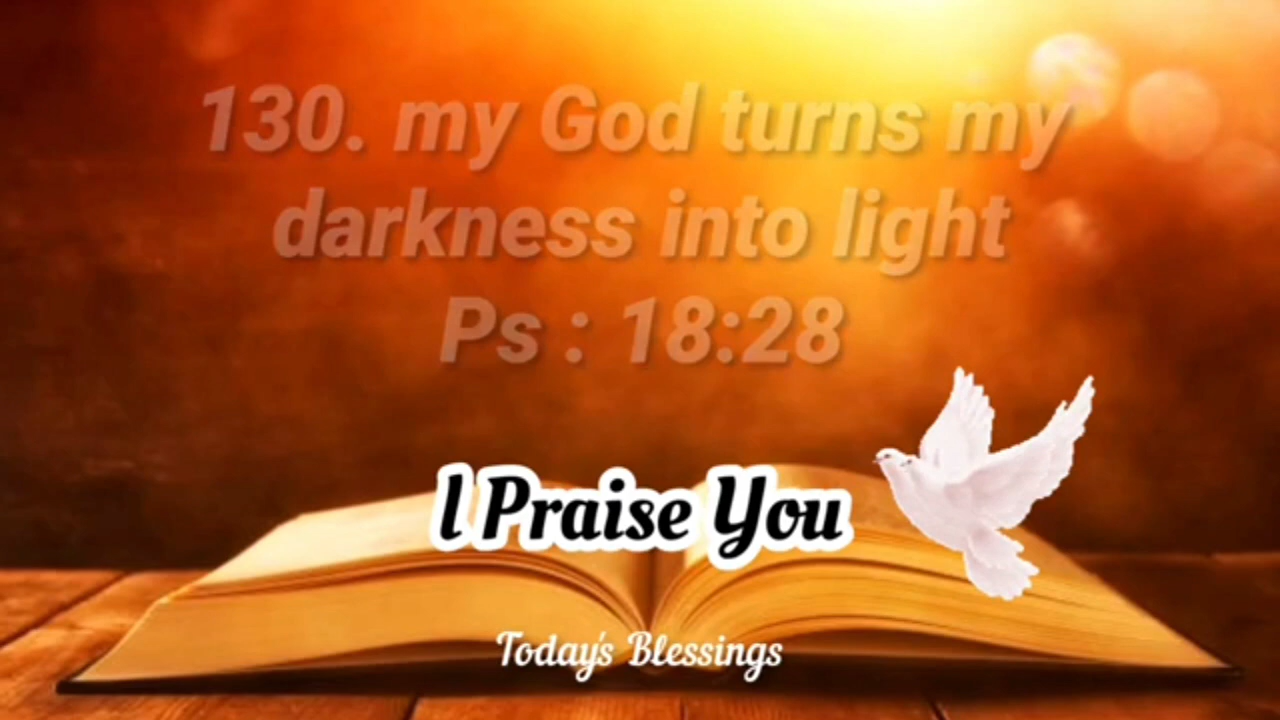 130. my God turns my
darkness into light
Ps : 18:28
I Praise You
Today's Blessings